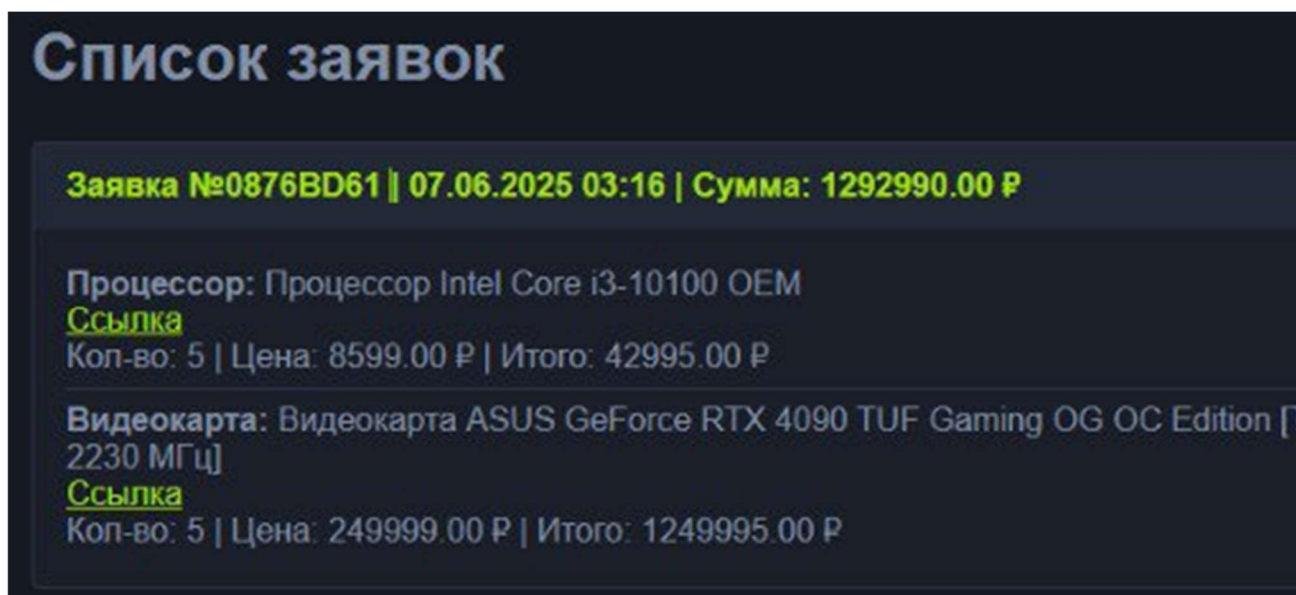 Список заявок
Заявка №0876BD61 | 07.06.2025 03:16 | Сумма: 1292990.00 ₽
Процессор: Процессор Intel Core i3-10100 OEM
Ссылка
Кол-во: 5 | Цена: 8599.00 ₽ | Итого: 42995.00 ₽
Видеокарта: Видеокарта ASUS GeForce RTX 4090 TUF Gaming OG OC Edition [
2230 МГц]
Ссылка
Кол-во: 5 | Цена: 249999.00 ₽ | Итого: 1249995.00 ₽